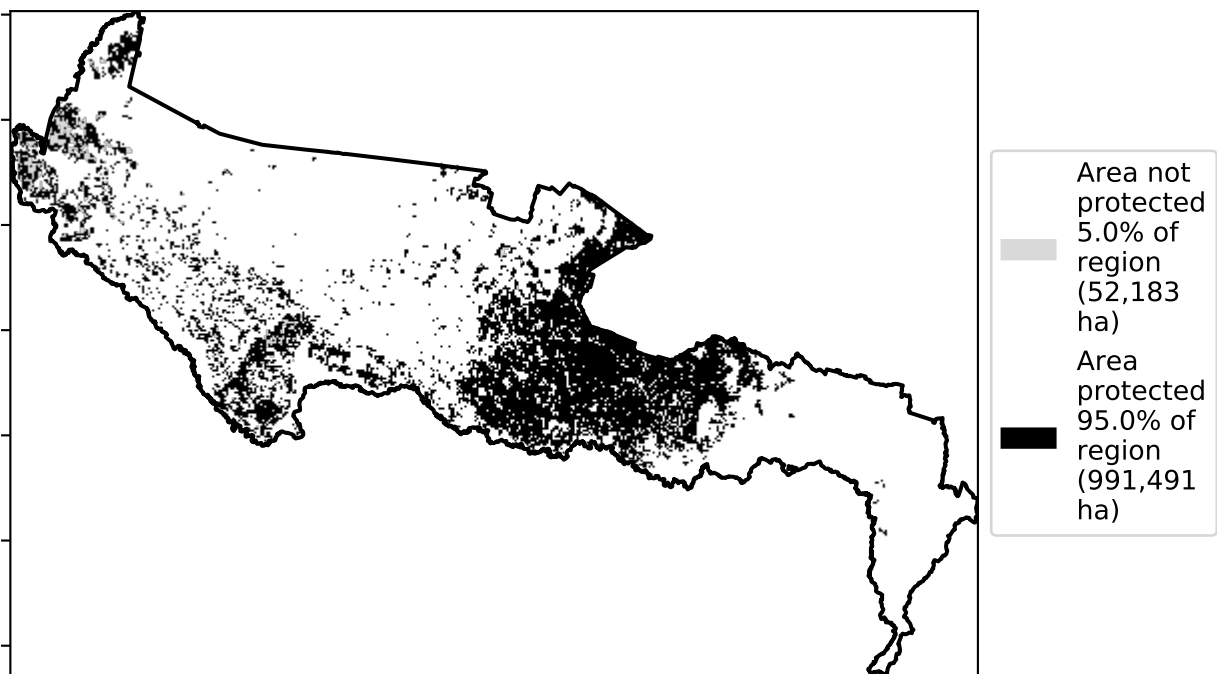 Area not
protected
5.0% of
region
(52,183
ha)
Area
protected
95.0% of
region
(991,491
ha)